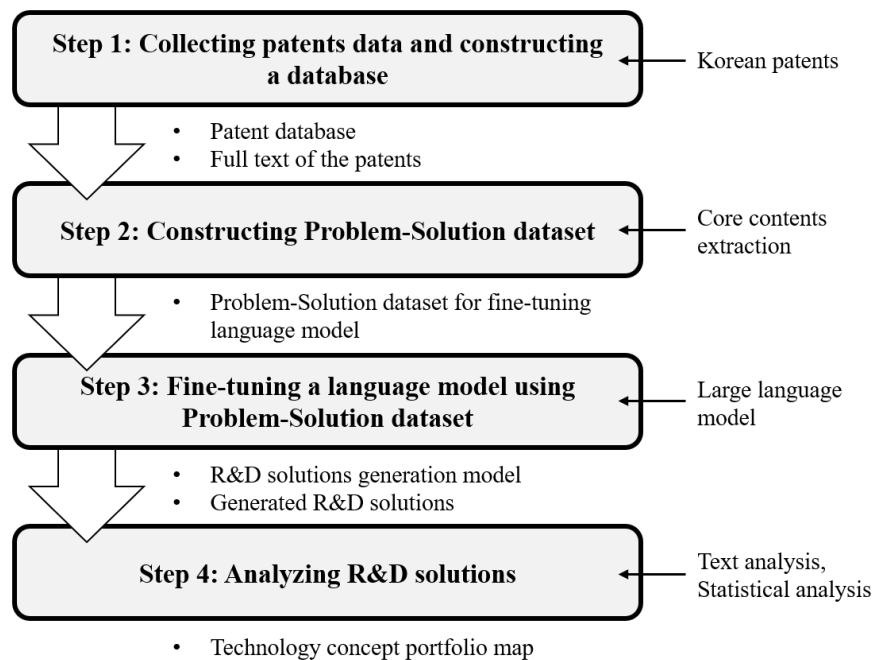 Step 1: Collecting patents data and constructing
a database
Korean patents
• Patent database
• Full text of the patents
Step 2: Constructing Problem-Solution dataset
Core contents
extraction
• Problem-Solution dataset for fine-tuning
language model
Step 3: Fine-tuning a language model using
Problem-Solution dataset
Large language
model
• R&D solutions generation model
• Generated R&D solutions
Step 4: Analyzing R&D solutions
Text analysis,
Statistical analysis
• Technology concept portfolio map